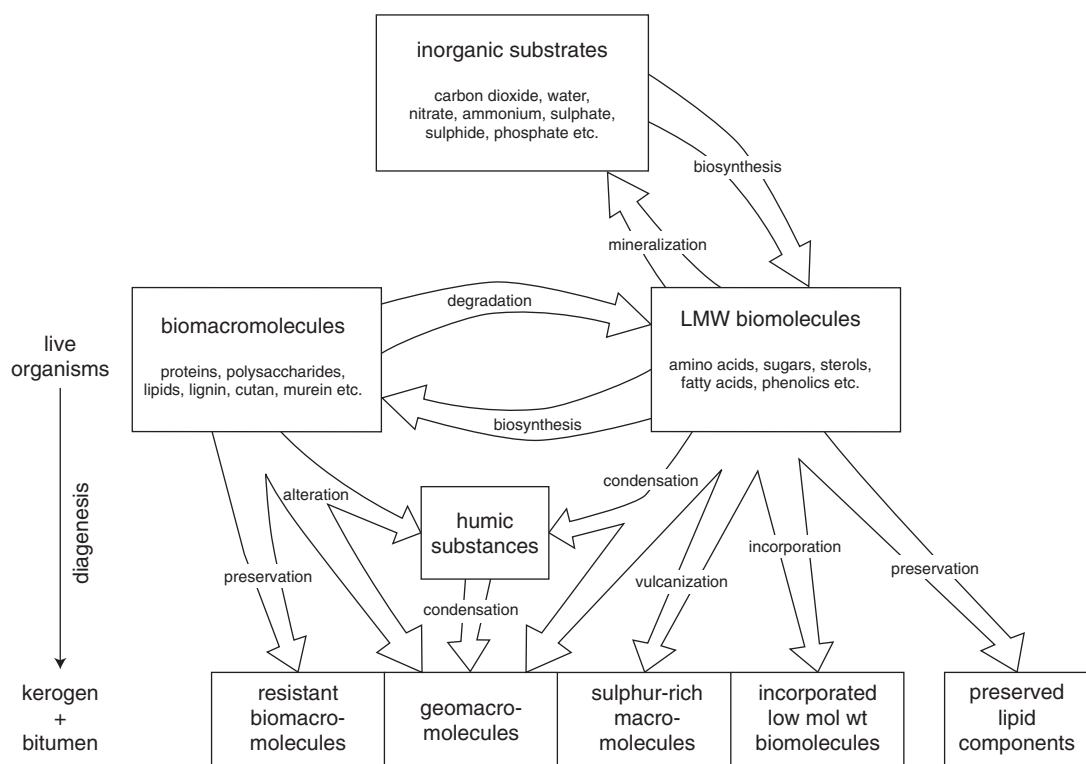 inorganic substrates
carbon dioxide, water,
nitrate, ammonium, sulphate,
sulphide, phosphate etc.
biosynthesis
mineralization
degradation
biomacromolecules
proteins, polysaccharides,
lipids, lignin, cutan, murein etc.
LMW biomolecules
amino acids, sugars, sterols,
fatty acids, phenolics etc.
live
organisms
biosynthesis
diagenesis
alteration
condensation
humic
substances
preservation
condensation
vulcanization
incorporation
preservation
kerogen
+
bitumen
resistant
biomacro-
molecules
geomacro-
molecules
sulphur-rich
macro-
molecules
incorporated
low mol wt
biomolecules
preserved
lipid
components